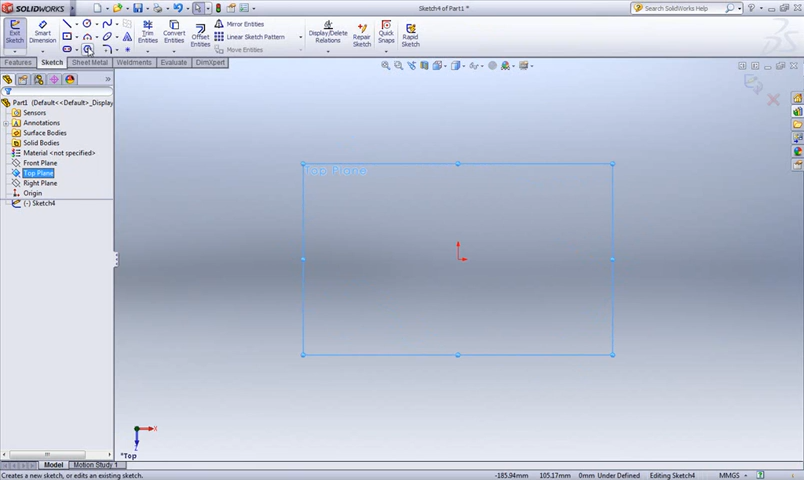 SOLIDWORKS
Sketch4 of Part1 *
Search SolidWorks Help
Exit Sketch
Smart Dimension
Trim Entities
Convert Entities
Offset Entities
Mirror Entities
Linear Sketch Pattern
Move Entities
Display/Delete Relations
Repair Sketch
Quick Snaps
Rapid Sketch
Features
Sketch
Sheet Metal
Weldments
Evaluate
DimXpert
Part1 (Default<<Default>_Display
Sensors
Annotations
Surface Bodies
Solid Bodies
Material <not specified>
Front Plane
Top Plane
Right Plane
Origin
(-) Sketch4
Top Plane
X
*Top
Model
Motion Study 1
Creates a new sketch, or edits an existing sketch.
-185.94mm
105.17mm
0mm
Under Defined
Editing Sketch4
MMGS